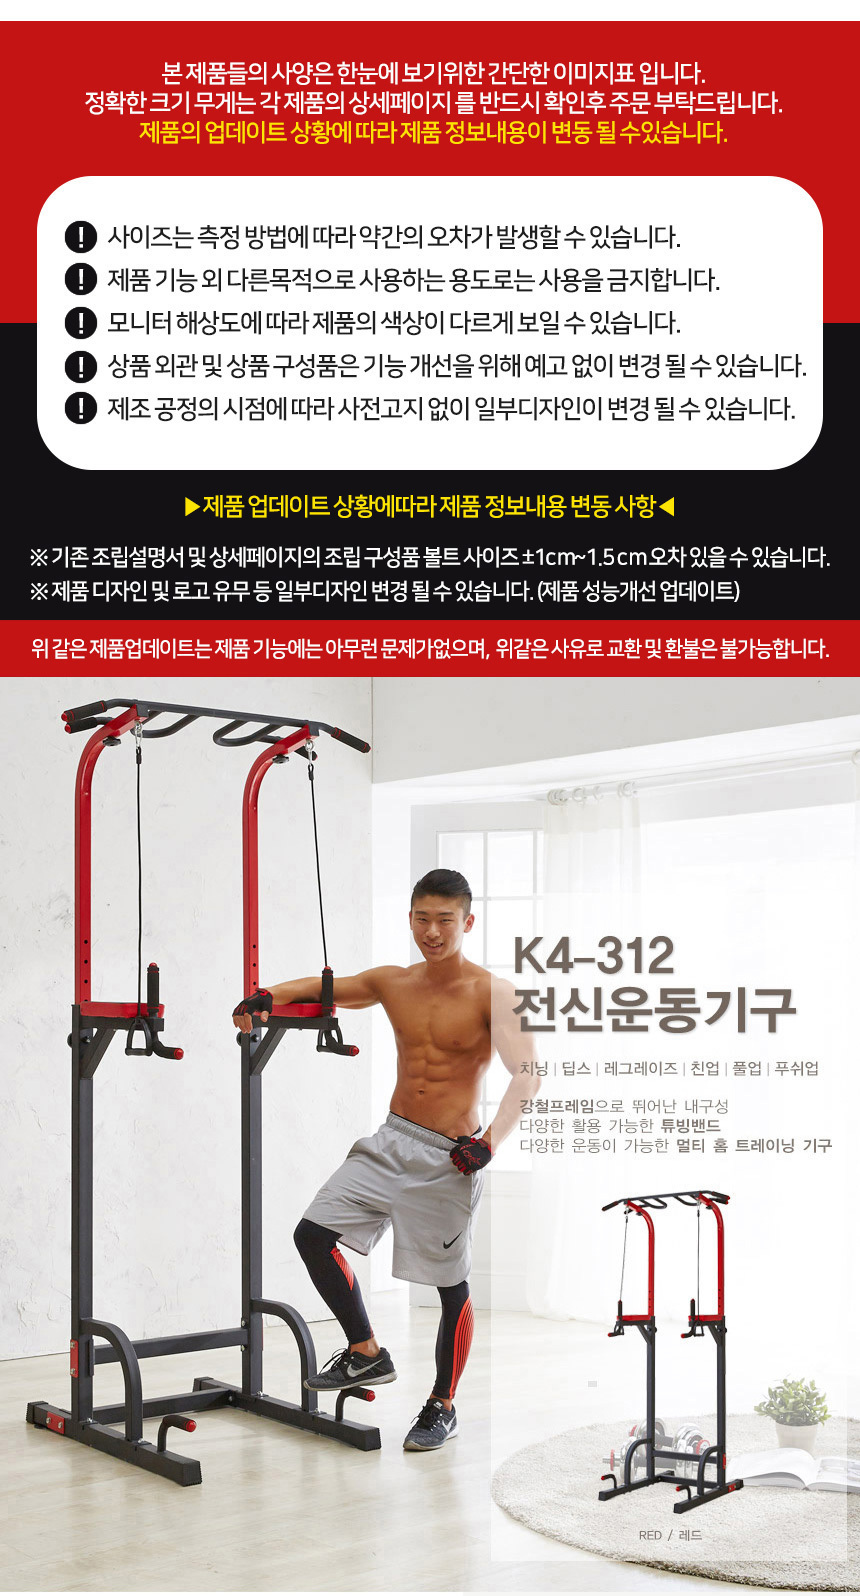 본 제품들의 사양은 한눈에 보기위한 간단한 이미지표 입니다.
정확한 크기 무게는 각 제품의 상세페이지 를 반드시 확인후 주문 부탁드립니다.
제품의 업데이트 상황에 따라 제품 정보내용이 변동 될 수있습니다.
! 사이즈는 측정 방법에 따라 약간의 오차가 발생할 수 있습니다.
! 제품 기능 외 다른목적으로 사용하는 용도로는 사용을 금지합니다.
! 모니터 해상도에 따라 제품의 색상이 다르게 보일 수 있습니다.
! 상품 외관 및 상품 구성품은 기능 개선을 위해 예고 없이 변경 될 수 있습니다.
! 제조 공정의 시점에 따라 사전고지 없이 일부디자인이 변경 될 수 있습니다.
▶제품 업데이트 상황에따라 제품 정보내용 변동 사항◀
※ 기존 조립설명서 및 상세페이지의 조립 구성품 볼트 사이즈 ±1cm~1.5cm 오차 있을 수 있습니다.
※ 제품 디자인 및 로고 유무 등 일부디자인 변경 될 수 있습니다. (제품 성능개선 업데이트)
위 같은 제품업데이트는 제품 기능에는 아무런 문제가없으며, 위같은 사유로 교환 및 환불은 불가능합니다.
K4-312
전신운동기구
치닝 | 딥스 | 레그레이즈 | 친업 | 풀업 | 푸쉬업
강철프레임으로 뛰어난 내구성
다양한 활용 가능한 튜빙밴드
다양한 운동이 가능한 멀티 홈 트레이닝 기구
RED / 레드